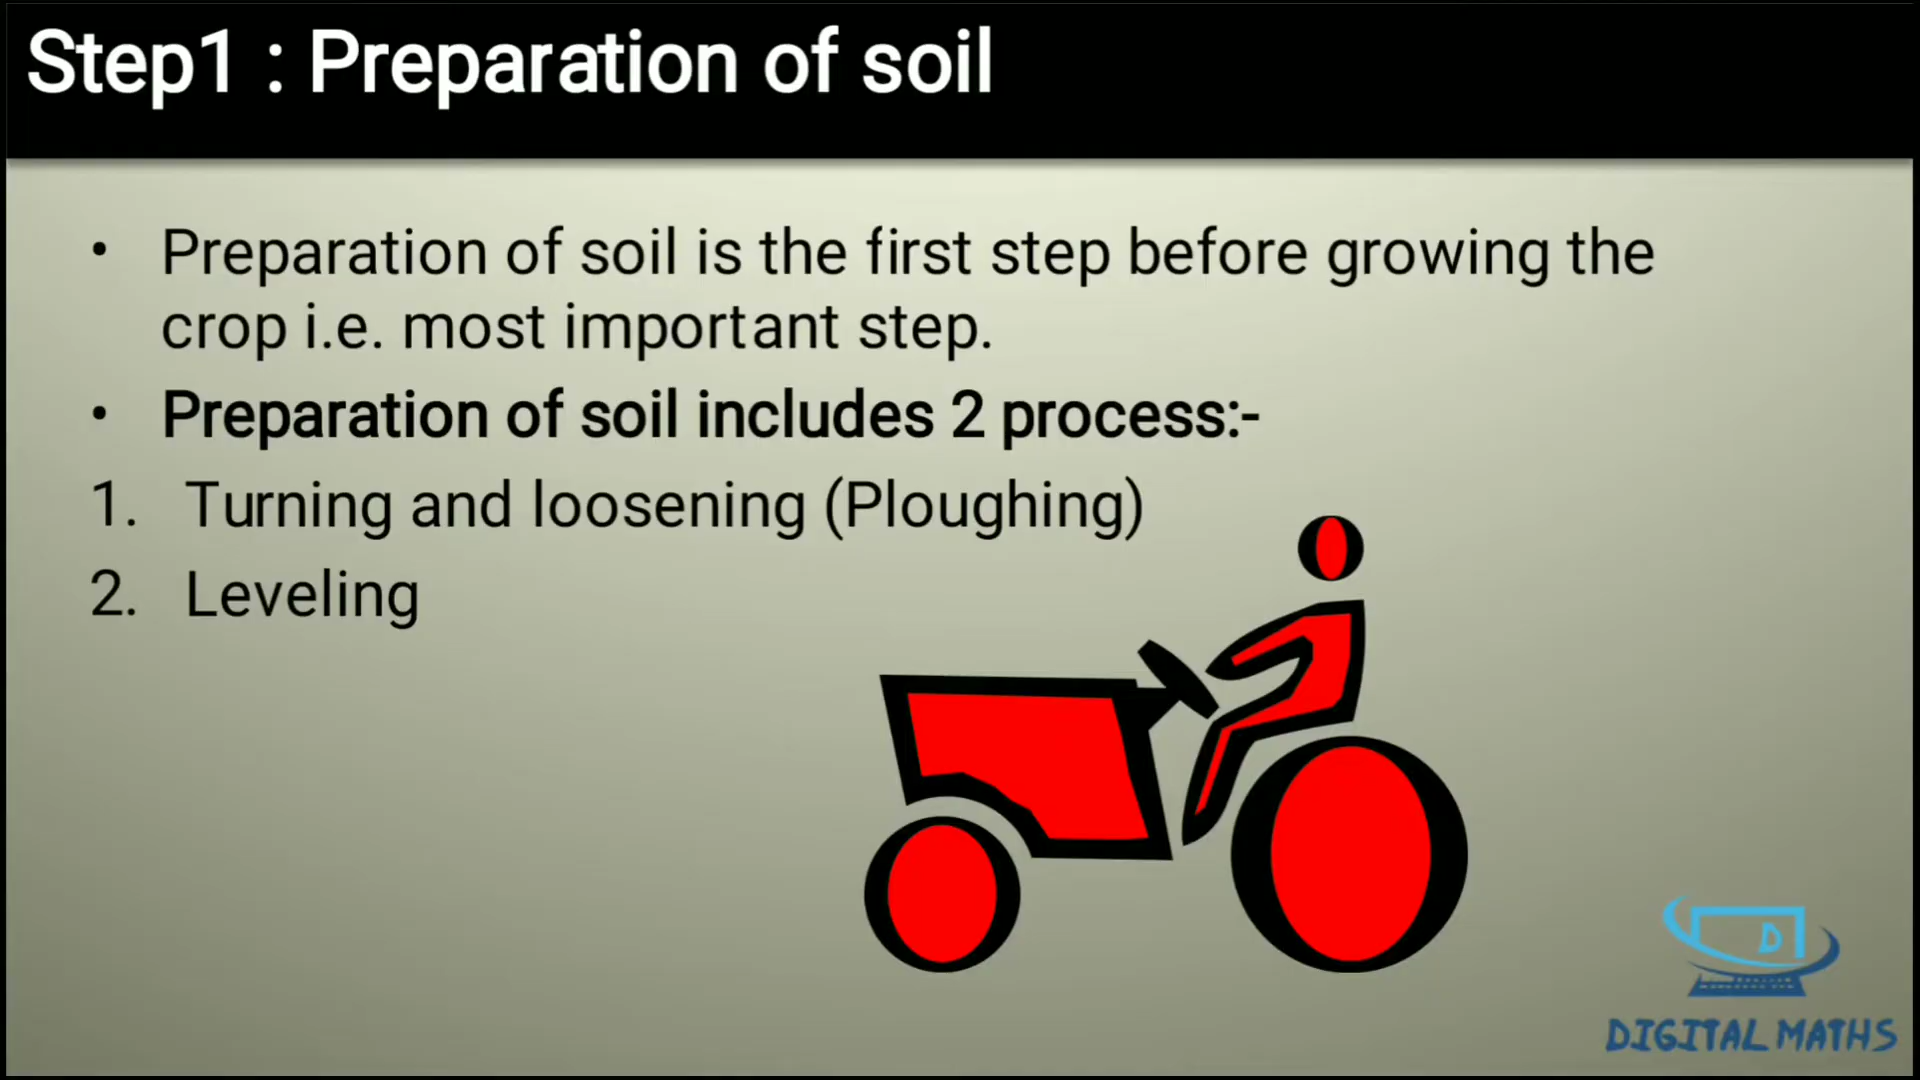 Step1 : Preparation of soil
• Preparation of soil is the first step before growing the
crop i.e. most important step.
• Preparation of soil includes 2 process:-
1. Turning and loosening (Ploughing)
2. Leveling
D
DIGITAL MATHS